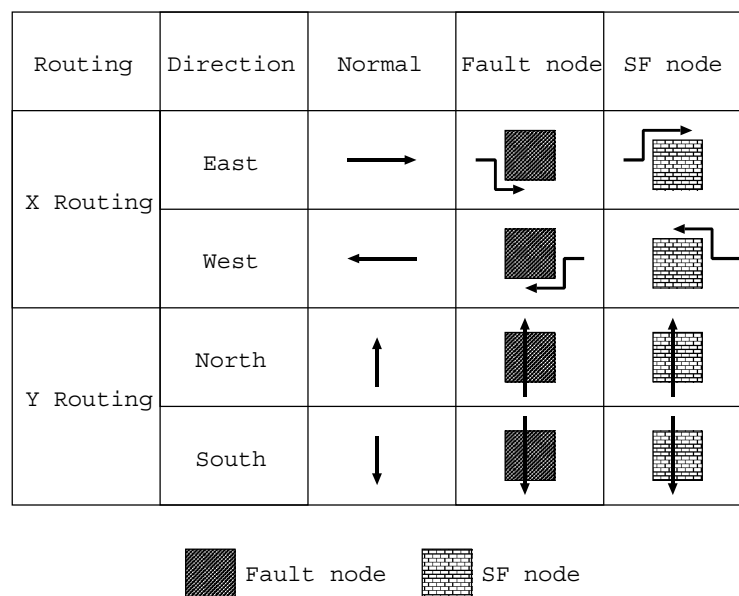 Routing Direction Normal Fault node SF node
X Routing
East
West
Y Routing
North
South
Fault node SF node